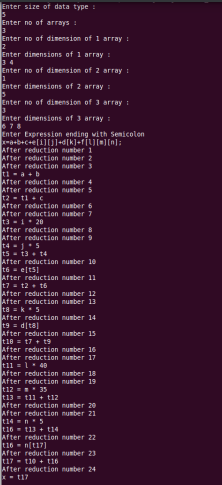 Enter size of data type :
5
Enter no of arrays :
3
Enter no of dimension of 1 array :
2
Enter dimensions of 1 array :
3 4
Enter no of dimension of 2 array :
1
Enter dimensions of 2 array :
5
Enter no of dimension of 3 array :
3
Enter dimensions of 3 array :
6 7 8
Enter Expression ending with Semicolon
x=a+b+c+e[i][j]+d[k]+f[l][m][n];
After reduction number 1
After reduction number 2
After reduction number 3
t1 = a + b
After reduction number 4
After reduction number 5
t2 = t1 + c
After reduction number 6
After reduction number 7
t3 = i * 20
After reduction number 8
After reduction number 9
t4 = j * 5
t5 = t3 + t4
After reduction number 10
t6 = e[t5]
After reduction number 11
t7 = t2 + t6
After reduction number 12
After reduction number 13
t8 = k * 5
After reduction number 14
t9 = d[t8]
After reduction number 15
t10 = t7 + t9
After reduction number 16
After reduction number 17
t11 = l * 40
After reduction number 18
After reduction number 19
t12 = m * 35
t13 = t11 + t12
After reduction number 20
After reduction number 21
t14 = n * 5
t16 = t13 + t14
After reduction number 22
t16 = n[t17]
After reduction number 23
t17 = t10 + t16
After reduction number 24
x = t17